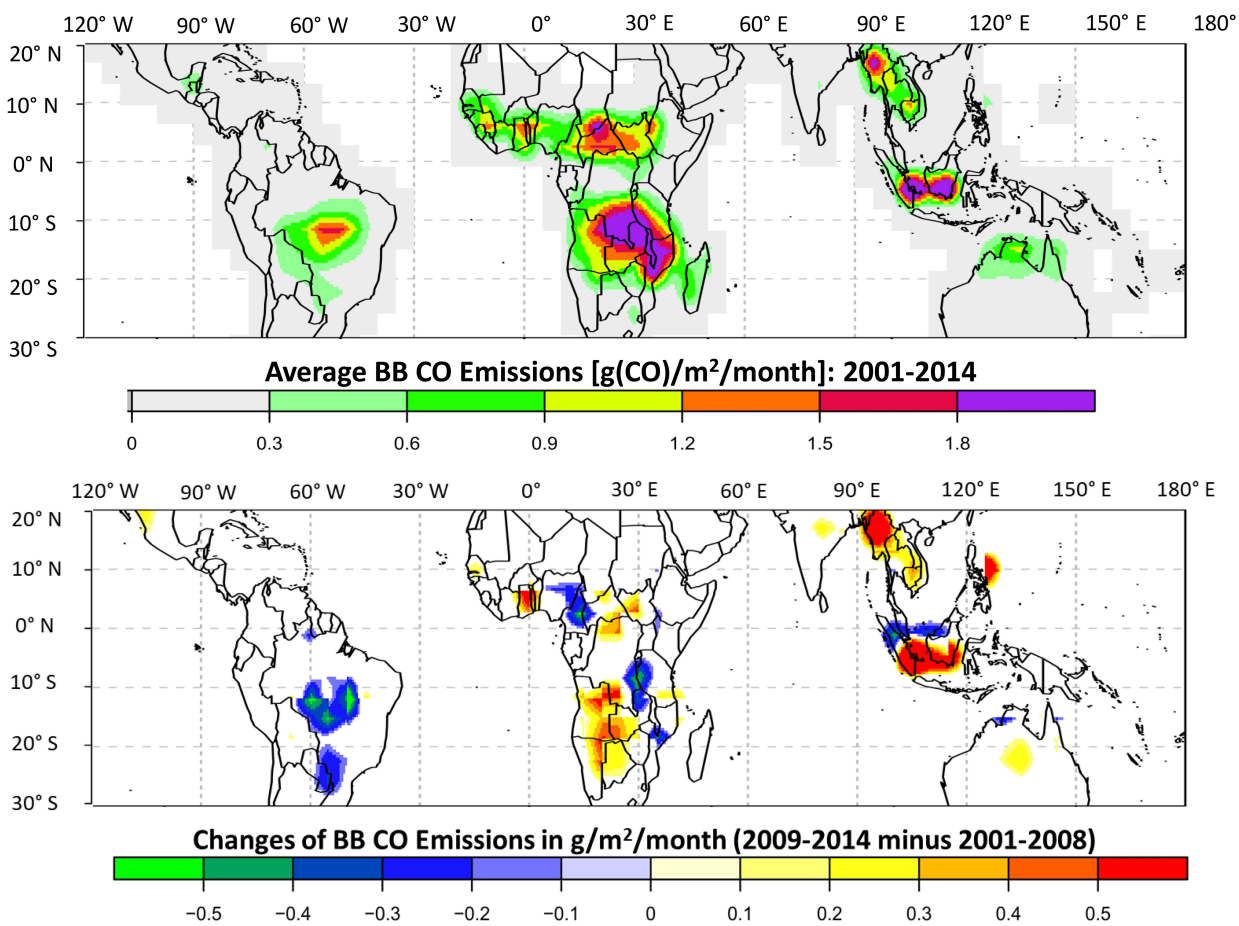 120° W 90° W 60° W 30° W 0° 30° E 60° E 90° E 120° E 150° E 180°
20° N
10° N
0° N
10° S
20° S
30° S
Average BB CO Emissions [g(CO)/m²/month]: 2001-2014
0 0.3 0.6 0.9 1.2 1.5 1.8
120° W 90° W 60° W 30° W 0° 30° E 60° E 90° E 120° E 150° E 180° E
20° N
10° N
0° N
10° S
20° S
30° S
Changes of BB CO Emissions in g/m²/month (2009-2014 minus 2001-2008)
−0.5 −0.4 −0.3 −0.2 −0.1 0 0.1 0.2 0.3 0.4 0.5